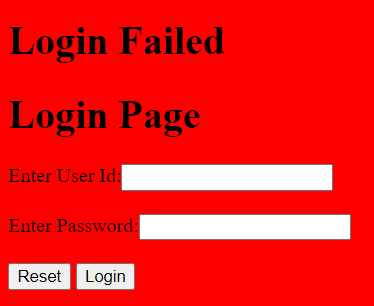 Login Failed
Login Page
Enter User Id:
Enter Password:
Reset Login